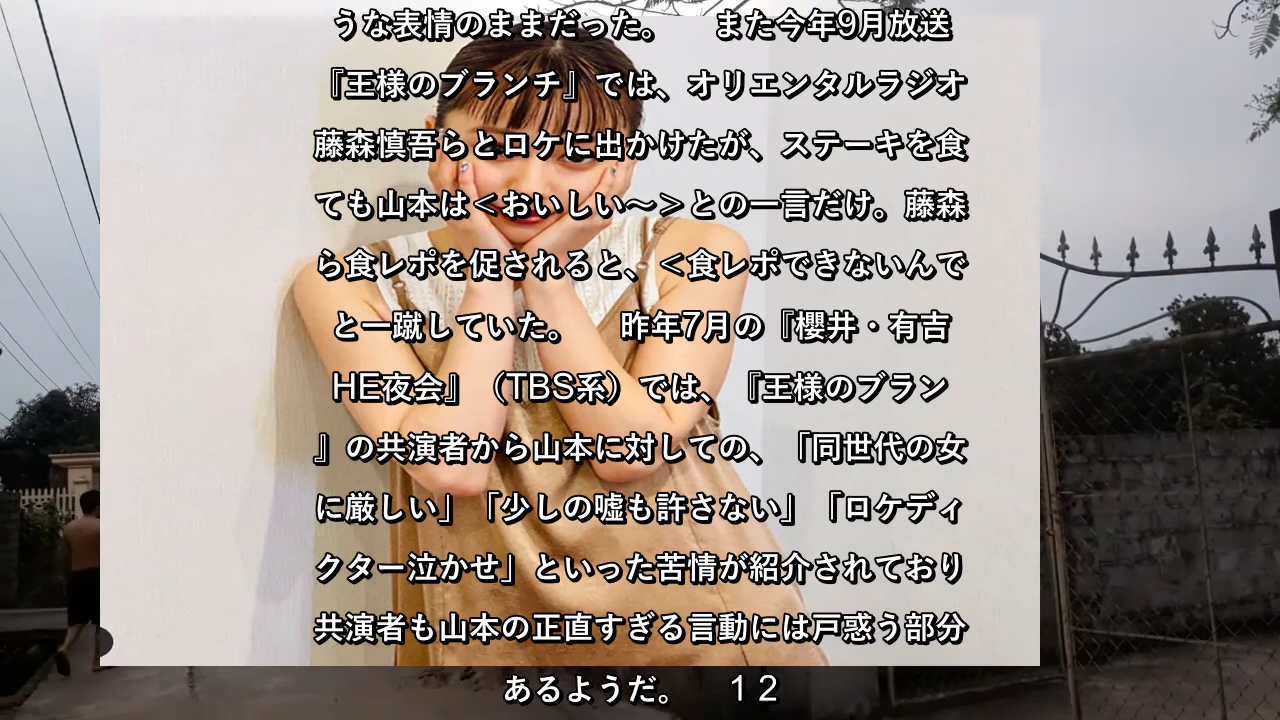 うな表情のままだった。　　また今年9月放送
『王様のブランチ』では、オリエンタルラジオ
藤森慎吾らとロケに出かけたが、ステーキを食
ても山本は＜おいしい～＞との一言だけ。藤森
ら食レポを促されると、＜食レポできないんで
と一蹴していた。　　昨年7月の『櫻井・有吉
HE夜会』（TBS系）では、『王様のブラン
』の共演者から山本に対しての、「同世代の女
に厳しい」「少しの嘘も許さない」「ロケディ
クター泣かせ」といった苦情が紹介されており
共演者も山本の正直すぎる言動には戸惑う部分
あるようだ。　　１２